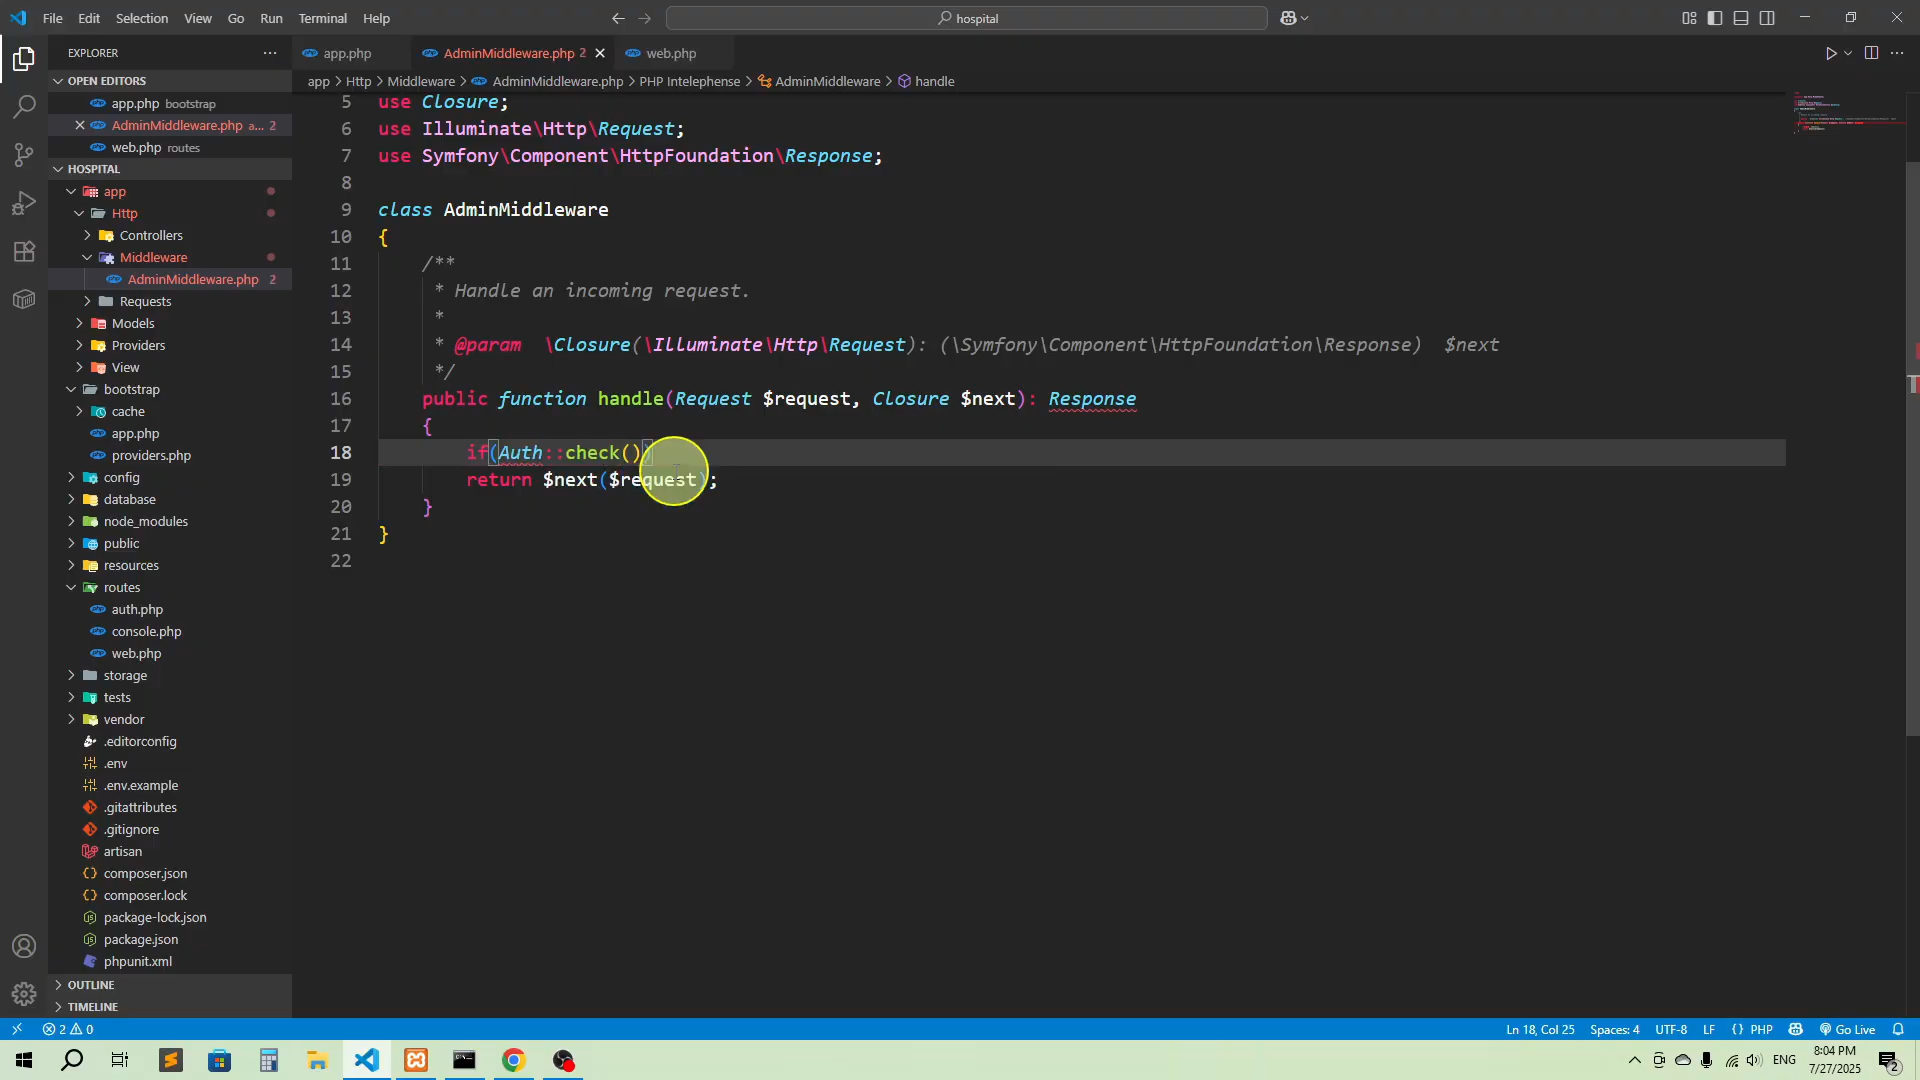 File Edit Selection View Go Run Terminal Help
hospital
EXPLORER
app.php
AdminMiddleware.php 2
web.php
OPEN EDITORS
app > Http > Middleware > AdminMiddleware.php > PHP Intelephense > AdminMiddleware > handle
app.php bootstrap
AdminMiddleware.php a... 2
web.php routes
HOSPITAL
app
Http
Controllers
Middleware
AdminMiddleware.php 2
Requests
Models
Providers
View
bootstrap
cache
app.php
providers.php
config
database
node_modules
public
resources
routes
auth.php
console.php
web.php
storage
tests
vendor
.editorconfig
.env
.env.example
.gitattributes
.gitignore
artisan
composer.json
composer.lock
package-lock.json
package.json
phpunit.xml
OUTLINE
TIMELINE
5 use Closure;
6 use Illuminate\Http\Request;
7 use Symfony\Component\HttpFoundation\Response;
8
9 class AdminMiddleware
10 {
11 /**
12 * Handle an incoming request.
13 *
14 * @param  \Closure(\Illuminate\Http\Request): (\Symfony\Component\HttpFoundation\Response)  $next
15 */
16 public function handle(Request $request, Closure $next): Response
17 {
18 if(Auth::check())
19 return $next($request);
20 }
21 }
22
2 0
Ln 18, Col 25 Spaces: 4 UTF-8 LF {} PHP Go Live
ENG
8:04 PM
7/27/2025
2